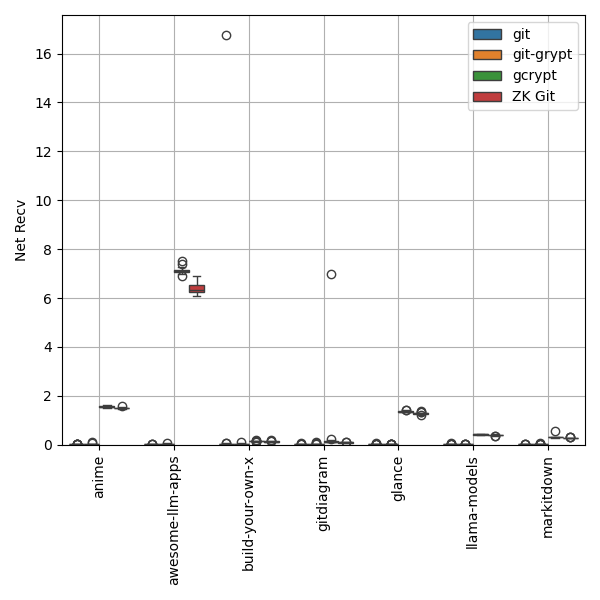 git
git-grypt
gcrypt
ZK Git
Net Recv
16
14
12
10
8
6
4
2
0
anime
awesome-llm-apps
build-your-own-x
gitdiagram
glance
llama-models
markitdown